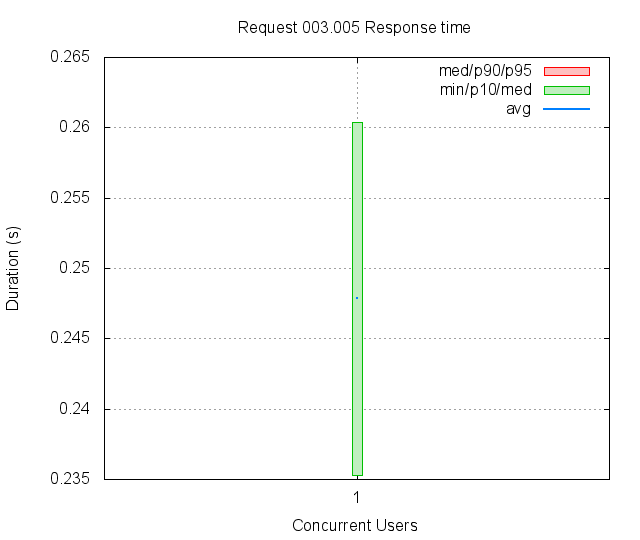 Request 003.005 Response time
med/p90/p95
min/p10/med
avg
0.265
0.26
0.255
0.25
0.245
0.24
0.235
Duration (s)
1
Concurrent Users